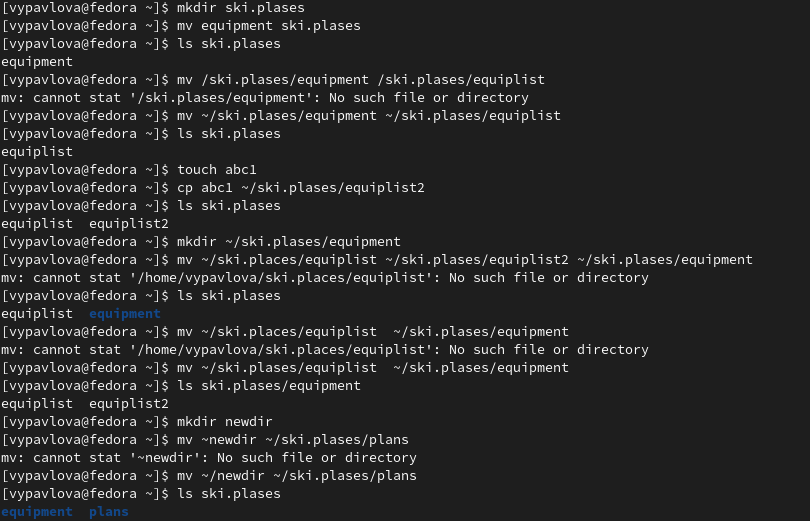 [vypavlova@fedora ~]$ mkdir ski.plases
[vypavlova@fedora ~]$ mv equipment ski.plases
[vypavlova@fedora ~]$ ls ski.plases
equipment
[vypavlova@fedora ~]$ mv /ski.plases/equipment /ski.plases/equiplist
mv: cannot stat '/ski.plases/equipment': No such file or directory
[vypavlova@fedora ~]$ mv ~/ski.plases/equipment ~/ski.plases/equiplist
[vypavlova@fedora ~]$ ls ski.plases
equiplist
[vypavlova@fedora ~]$ touch abc1
[vypavlova@fedora ~]$ cp abc1 ~/ski.plases/equiplist2
[vypavlova@fedora ~]$ ls ski.plases
equiplist  equiplist2
[vypavlova@fedora ~]$ mkdir ~/ski.plases/equipment
[vypavlova@fedora ~]$ mv ~/ski.places/equiplist ~/ski.plases/equiplist2 ~/ski.plases/equipment
mv: cannot stat '/home/vypavlova/ski.places/equiplist': No such file or directory
[vypavlova@fedora ~]$ ls ski.plases
equiplist  equipment
[vypavlova@fedora ~]$ mv ~/ski.places/equiplist  ~/ski.plases/equipment
mv: cannot stat '/home/vypavlova/ski.places/equiplist': No such file or directory
[vypavlova@fedora ~]$ mv ~/ski.plases/equiplist  ~/ski.plases/equipment
[vypavlova@fedora ~]$ ls ski.plases/equipment
equiplist  equiplist2
[vypavlova@fedora ~]$ mkdir newdir
[vypavlova@fedora ~]$ mv ~newdir ~/ski.plases/plans
mv: cannot stat '~newdir': No such file or directory
[vypavlova@fedora ~]$ mv ~/newdir ~/ski.plases/plans
[vypavlova@fedora ~]$ ls ski.plases
equipment  plans